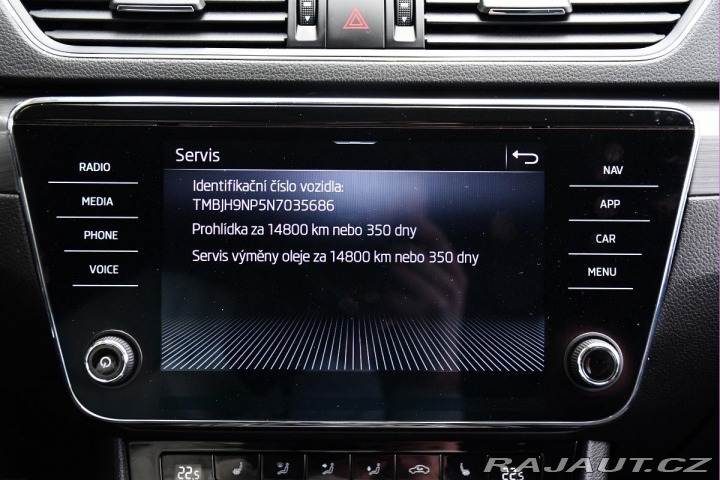 Servis
RADIO
MEDIA
PHONE
VOICE
Identifikační číslo vozidla:
TMBJH9NP5N7035686
Prohlídka za 14800 km nebo 350 dny
Servis výměny oleje za 14800 km nebo 350 dny
NAV
APP
CAR
MENU
22.5
22.5
RAJAUT.CZ